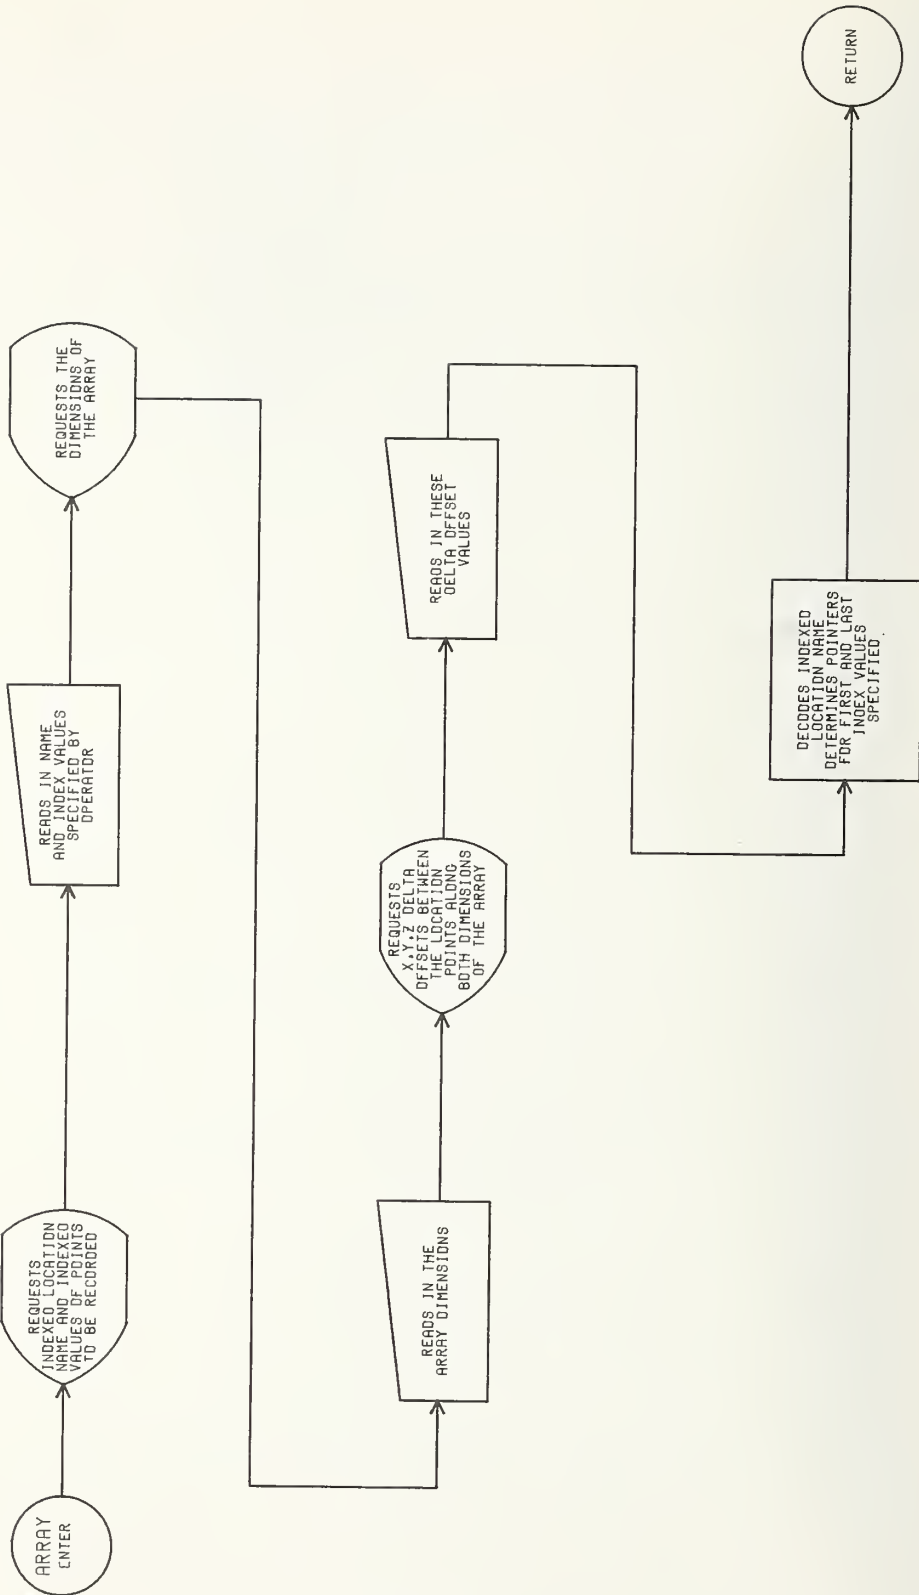 ARRAY
ENTER
REQUESTS
INDEXED LOCATION
NAME AND INDEXED
VALUES OF POINTS
TO BE RECORDED
READS IN NAME
AND INDEX VALUES
SPECIFIED BY
OPERATOR
REQUESTS THE
DIMENSIONS OF
THE ARRAY
READS IN THE
ARRAY DIMENSIONS
REQUESTS
X,Y,Z DELTA
OFFSETS BETWEEN
THE LOCATION
POINTS ALONG
BOTH DIMENSIONS
OF THE ARRAY
READS IN THESE
DELTA OFFSET
VALUES
DECODES INDEXED
LOCATION NAME
DETERMINES POINTERS
FOR FIRST AND LAST
INDEX VALUES
SPECIFIED.
RETURN